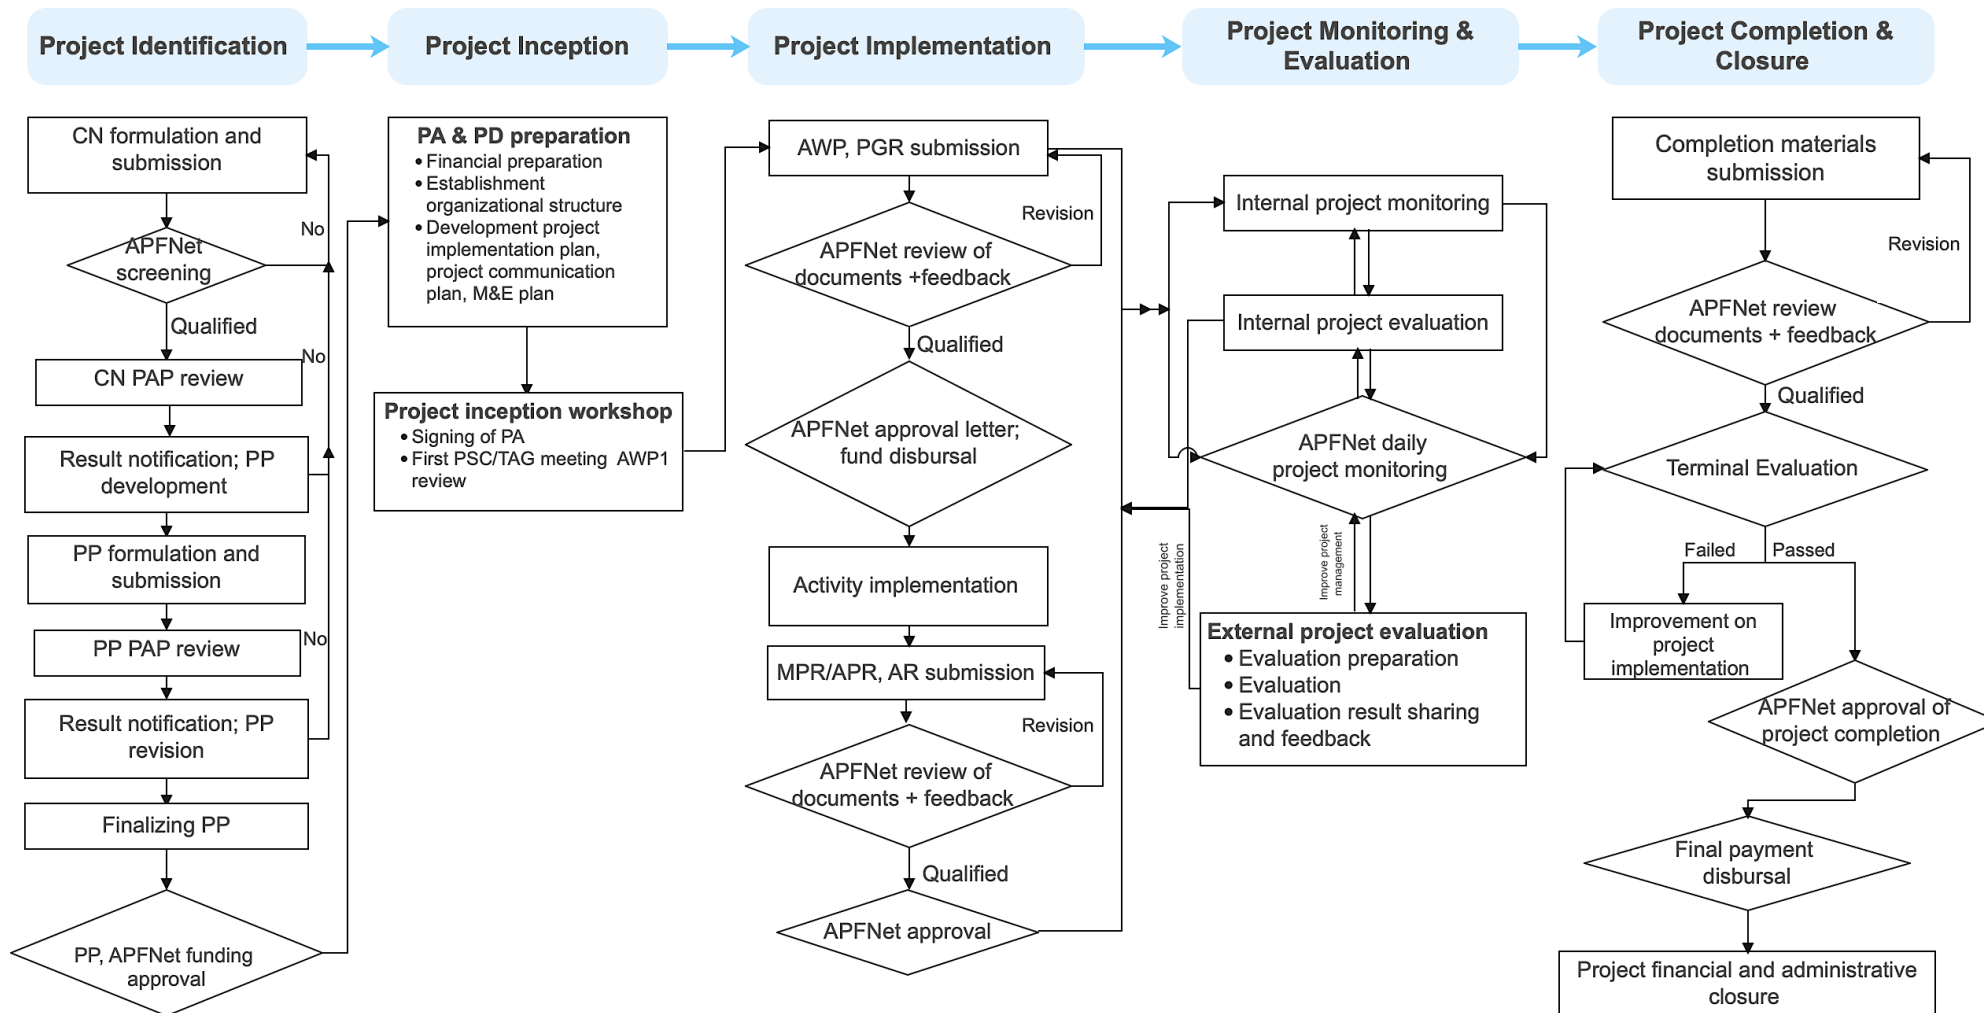 Project Identification
Project Inception
Project Implementation
Project Monitoring &
Evaluation
Project Completion &
Closure
CN formulation and
submission
No
APFNet
screening
Qualified
No
CN PAP review
Result notification; PP
development
PP formulation and
submission
No
PP PAP review
Result notification; PP
revision
Finalizing PP
PP, APFNet funding
approval
PA & PD preparation
• Financial preparation
• Establishment
organizational structure
• Development project
implementation plan,
project communication
plan, M&E plan
Project inception workshop
• Signing of PA
• First PSC/TAG meeting AWP1
review
AWP, PGR submission
Revision
APFNet review of
documents +feedback
Qualified
APFNet approval letter;
fund disbursal
Activity implementation
MPR/APR, AR submission
Revision
APFNet review of
documents + feedback
Qualified
APFNet approval
Internal project monitoring
Internal project evaluation
APFNet daily
project monitoring
Improve project
implementation
Improve project
management
External project evaluation
• Evaluation preparation
• Evaluation
• Evaluation result sharing
and feedback
Completion materials
submission
Revision
APFNet review
documents + feedback
Qualified
Terminal Evaluation
Failed
Passed
Improvement on
project
implementation
APFNet approval of
project completion
Final payment
disbursal
Project financial and administrative
closure